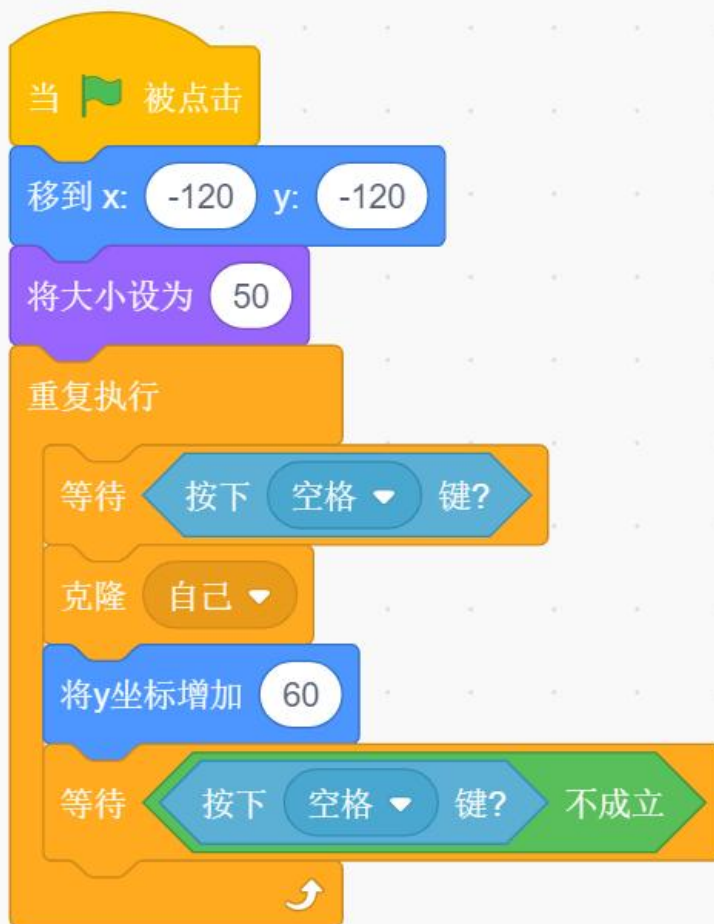 当 被点击
移到 x: -120 y: -120
将大小设为 50
重复执行
等待 按下 空格 键?
克隆 自己
将y坐标增加 60
等待 按下 空格 键? 不成立